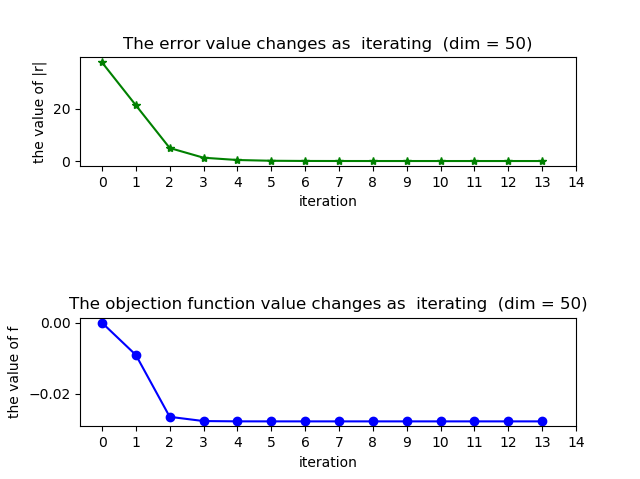 The error value changes as  iterating  (dim = 50)
the value of |r|
20
0
0 1 2 3 4 5 6 7 8 9 10 11 12 13 14
iteration
The objection function value changes as  iterating  (dim = 50)
the value of f
0.00
−0.02
0 1 2 3 4 5 6 7 8 9 10 11 12 13 14
iteration